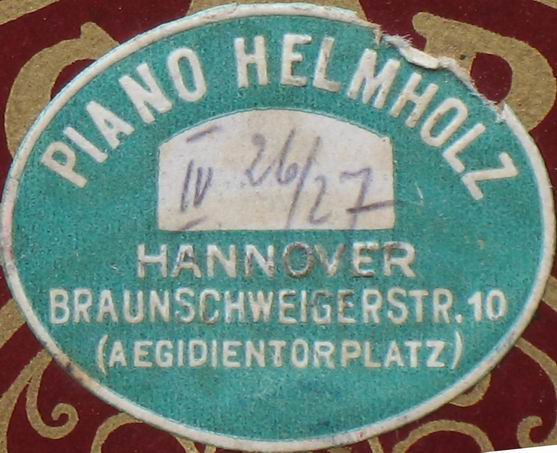 PIANO HELMHOLZ
IV 26/27
HANNOVER
BRAUNSCHWEIGERSTR. 10
(AEGIDIENTORPLATZ)